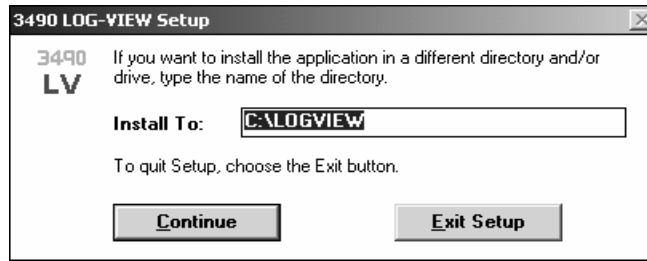 3490 LOG-VIEW Setup
3490
LV
If you want to install the application in a different directory and/or
drive, type the name of the directory.
Install To:
C:\LOGVIEW
To quit Setup, choose the Exit button.
Continue
Exit Setup